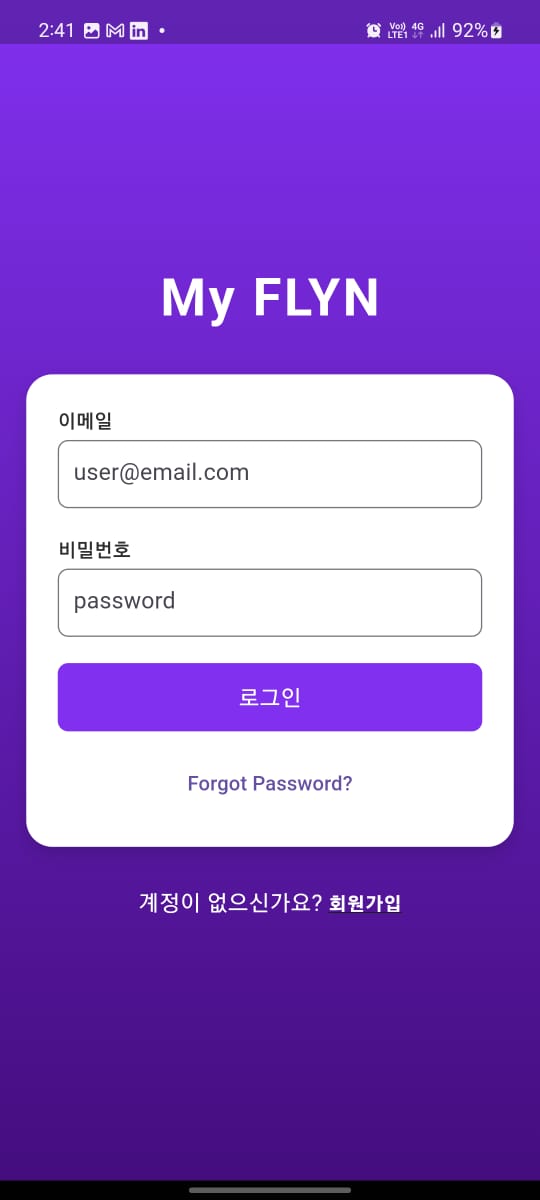 2:41
Vo)) 4G
LTE1
92%
My FLYN
이메일
user@email.com
비밀번호
password
로그인
Forgot Password?
계정이 없으신가요? 회원가입